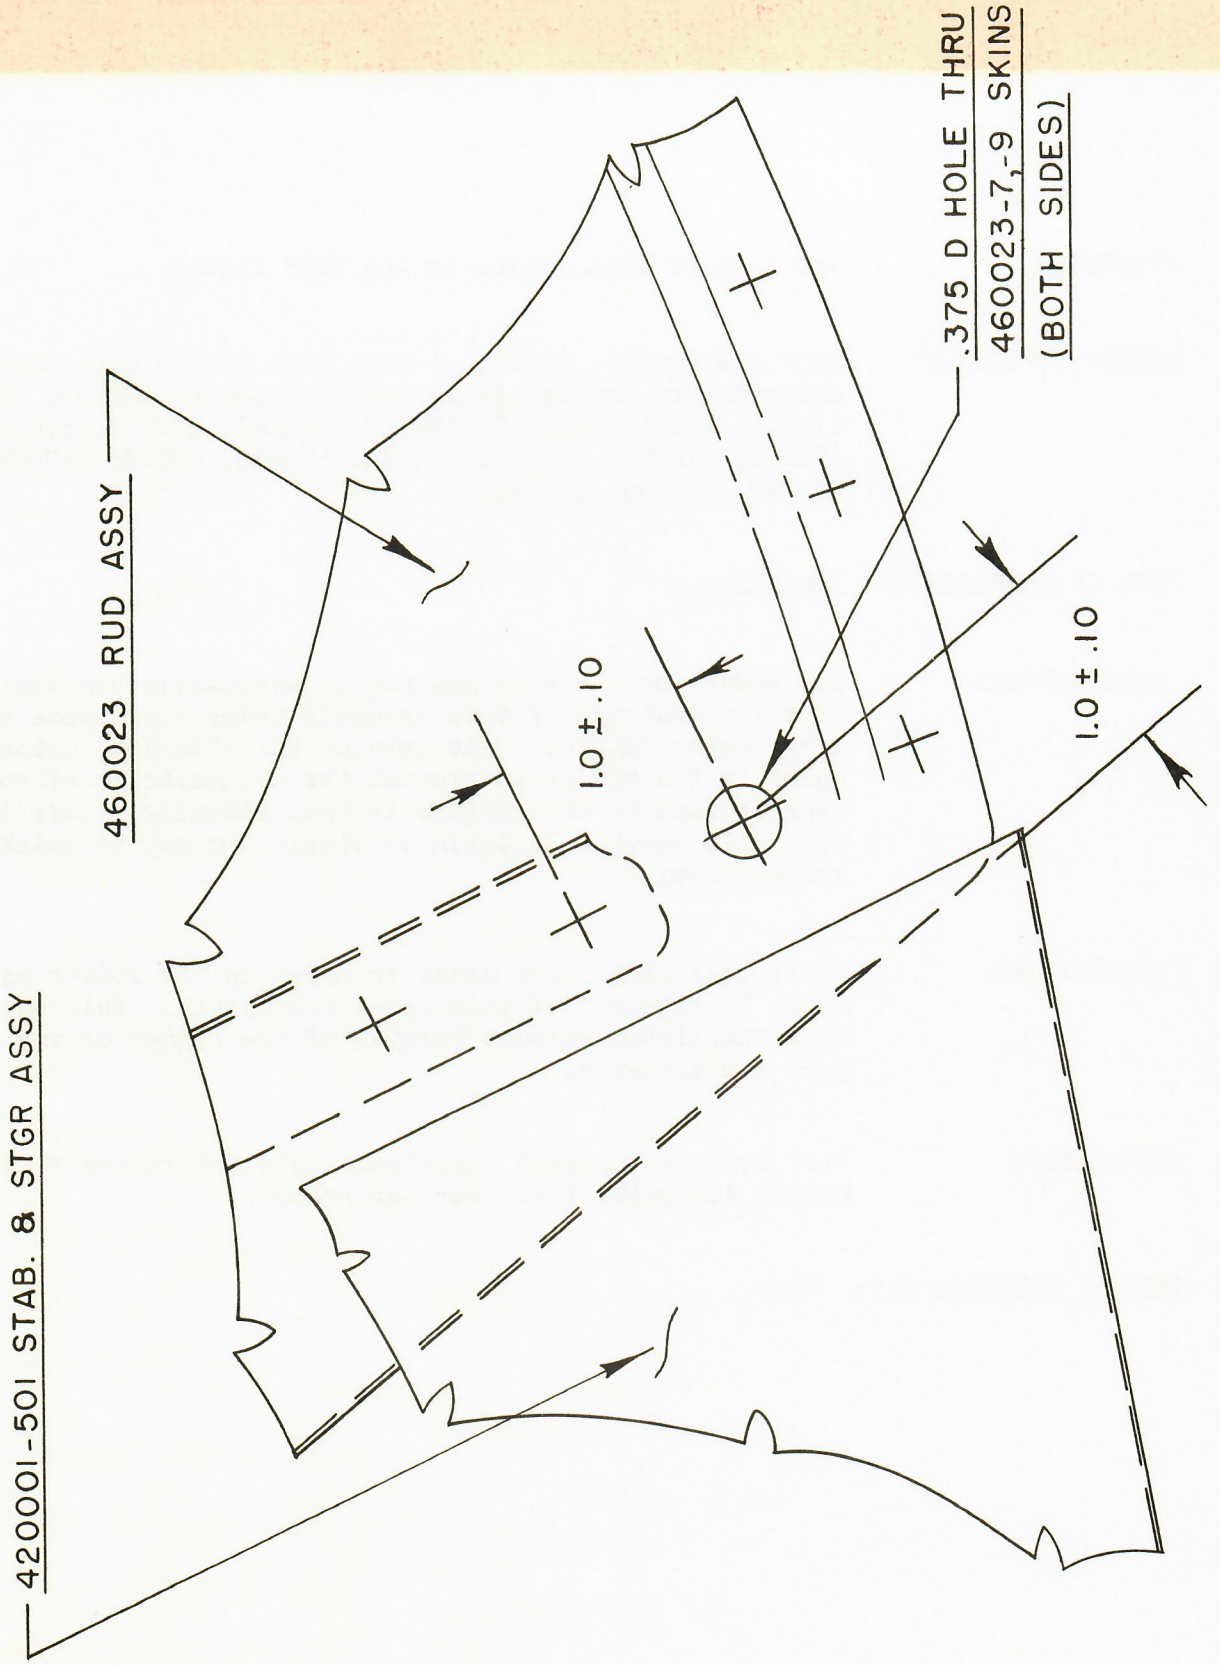 420001-501 STAB. & STGR ASSY
460023 RUD ASSY
1.0 ± .10
.375 D HOLE THRU
460023-7,-9 SKINS
(BOTH SIDES)
1.0 ± .10